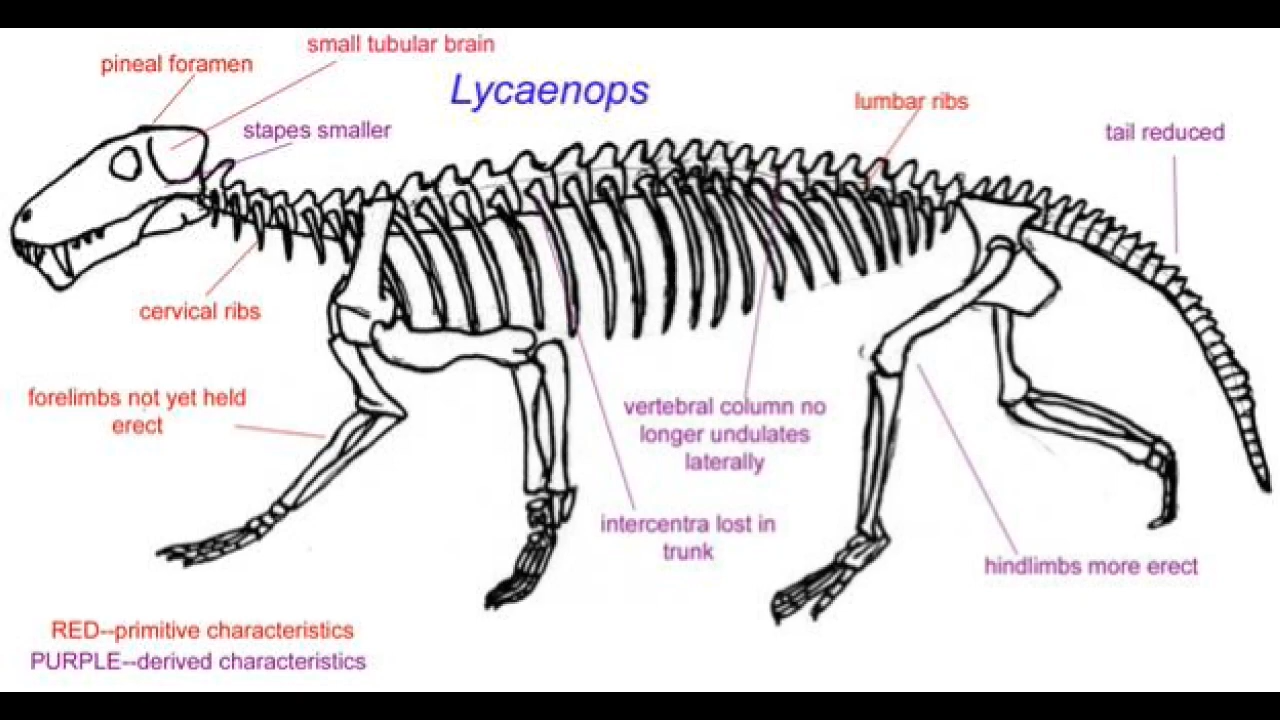 small tubular brain
pineal foramen
Lycaenops
lumbar ribs
stapes smaller
tail reduced
cervical ribs
forelimbs not yet held
erect
vertebral column no
longer undulates
laterally
intercentra lost in
trunk
hindlimbs more erect
RED--primitive characteristics
PURPLE--derived characteristics